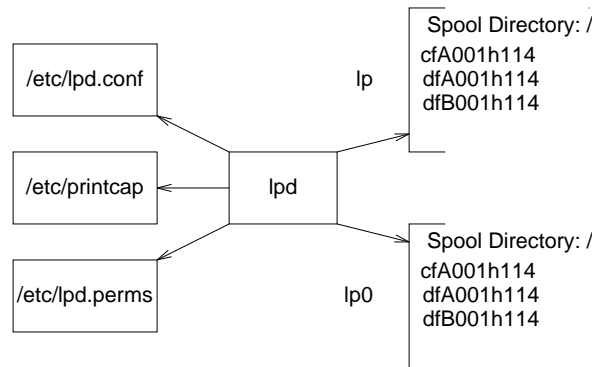 Spool Directory: /
cfA001h114
dfA001h114
dfB001h114
lp
/etc/lpd.conf
/etc/printcap
lpd
/etc/lpd.perms
lp0
Spool Directory: /
cfA001h114
dfA001h114
dfB001h114